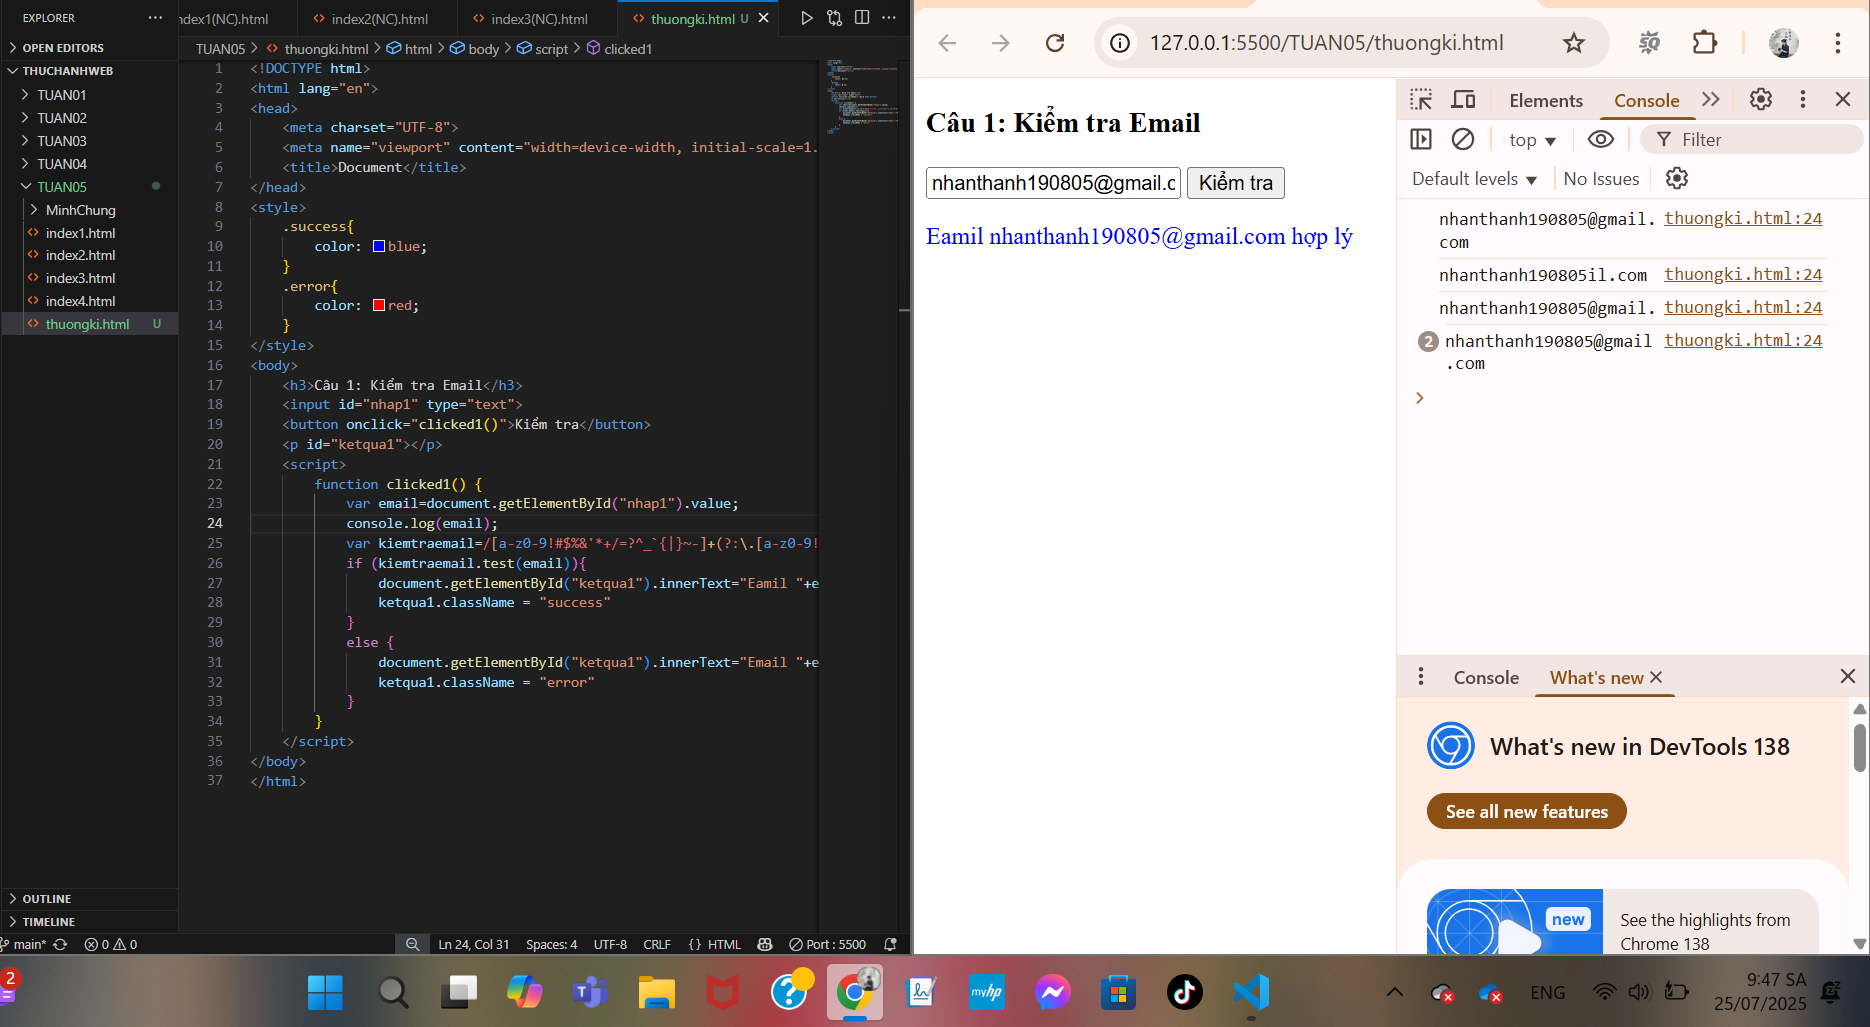 EXPLORER
OPEN EDITORS
THUCHANHWEB
TUAN01
TUAN02
TUAN03
TUAN04
TUAN05
MinhChung
index1.html
index2.html
index3.html
index4.html
thuongki.html U
OUTLINE
TIMELINE
ndex1(NC).html
index2(NC).html
index3(NC).html
thuongki.html U
TUAN05 > thuongki.html > html > body > script > clicked1
1 <!DOCTYPE html>
2 <html lang="en">
3 <head>
4 <meta charset="UTF-8">
5 <meta name="viewport" content="width=device-width, initial-scale=1.
6 <title>Document</title>
7 </head>
8 <style>
9 .success{
10 color: blue;
11 }
12 .error{
13 color: red;
14 }
15 </style>
16 <body>
17 <h3>Câu 1: Kiểm tra Email</h3>
18 <input id="nhap1" type="text">
19 <button onclick="clicked1()">Kiểm tra</button>
20 <p id="ketqua1"></p>
21 <script>
22 function clicked1() {
23 var email=document.getElementById("nhap1").value;
24 console.log(email);
25 var kiemtraemail=/[a-z0-9!#$%&'*+/=?^_`{|}~-]+(?:\.[a-z0-9!
26 if (kiemtraemail.test(email)){
27 document.getElementById("ketqua1").innerText="Eamil "+e
28 ketqua1.className = "success"
29 }
30 else {
31 document.getElementById("ketqua1").innerText="Email "+e
32 ketqua1.className = "error"
33 }
34 }
35 </script>
36 </body>
37 </html>
main*
0 0
Ln 24, Col 31
Spaces: 4
UTF-8
CRLF
{ } HTML
Port : 5500
127.0.0.1:5500/TUAN05/thuongki.html
Câu 1: Kiểm tra Email
nhanthanh190805@gmail.c
Kiểm tra
Eamil nhanthanh190805@gmail.com hợp lý
Elements
Console
top
Filter
Default levels
No Issues
nhanthanh190805@gmail. thuongki.html:24
com
nhanthanh190805il.com thuongki.html:24
nhanthanh190805@gmail. thuongki.html:24
2 nhanthanh190805@gmail thuongki.html:24
.com
Console
What's new
What's new in DevTools 138
See all new features
new
See the highlights from
Chrome 138
2
myhp
ENG
9:47 SA
25/07/2025